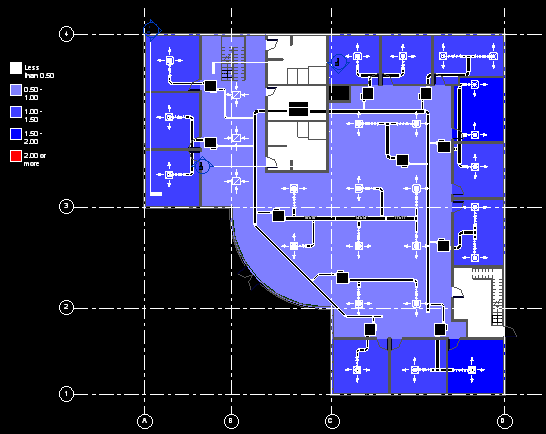 4
Less
than 0.50
0.50 -
1.00
1.00 -
1.50
1.50 -
2.00
2.00 or
more
3
2
1
A
B
C
D